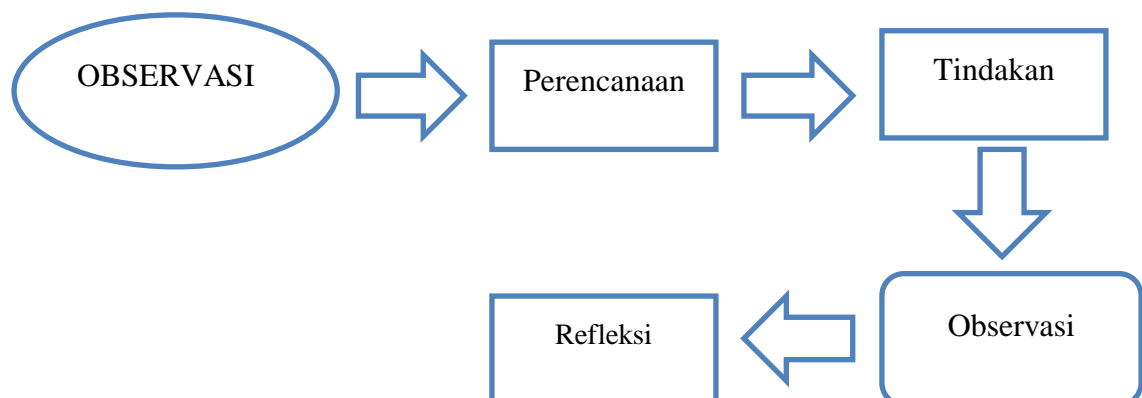 OBSERVASI
Perencanaan
Tindakan
Observasi
Refleksi